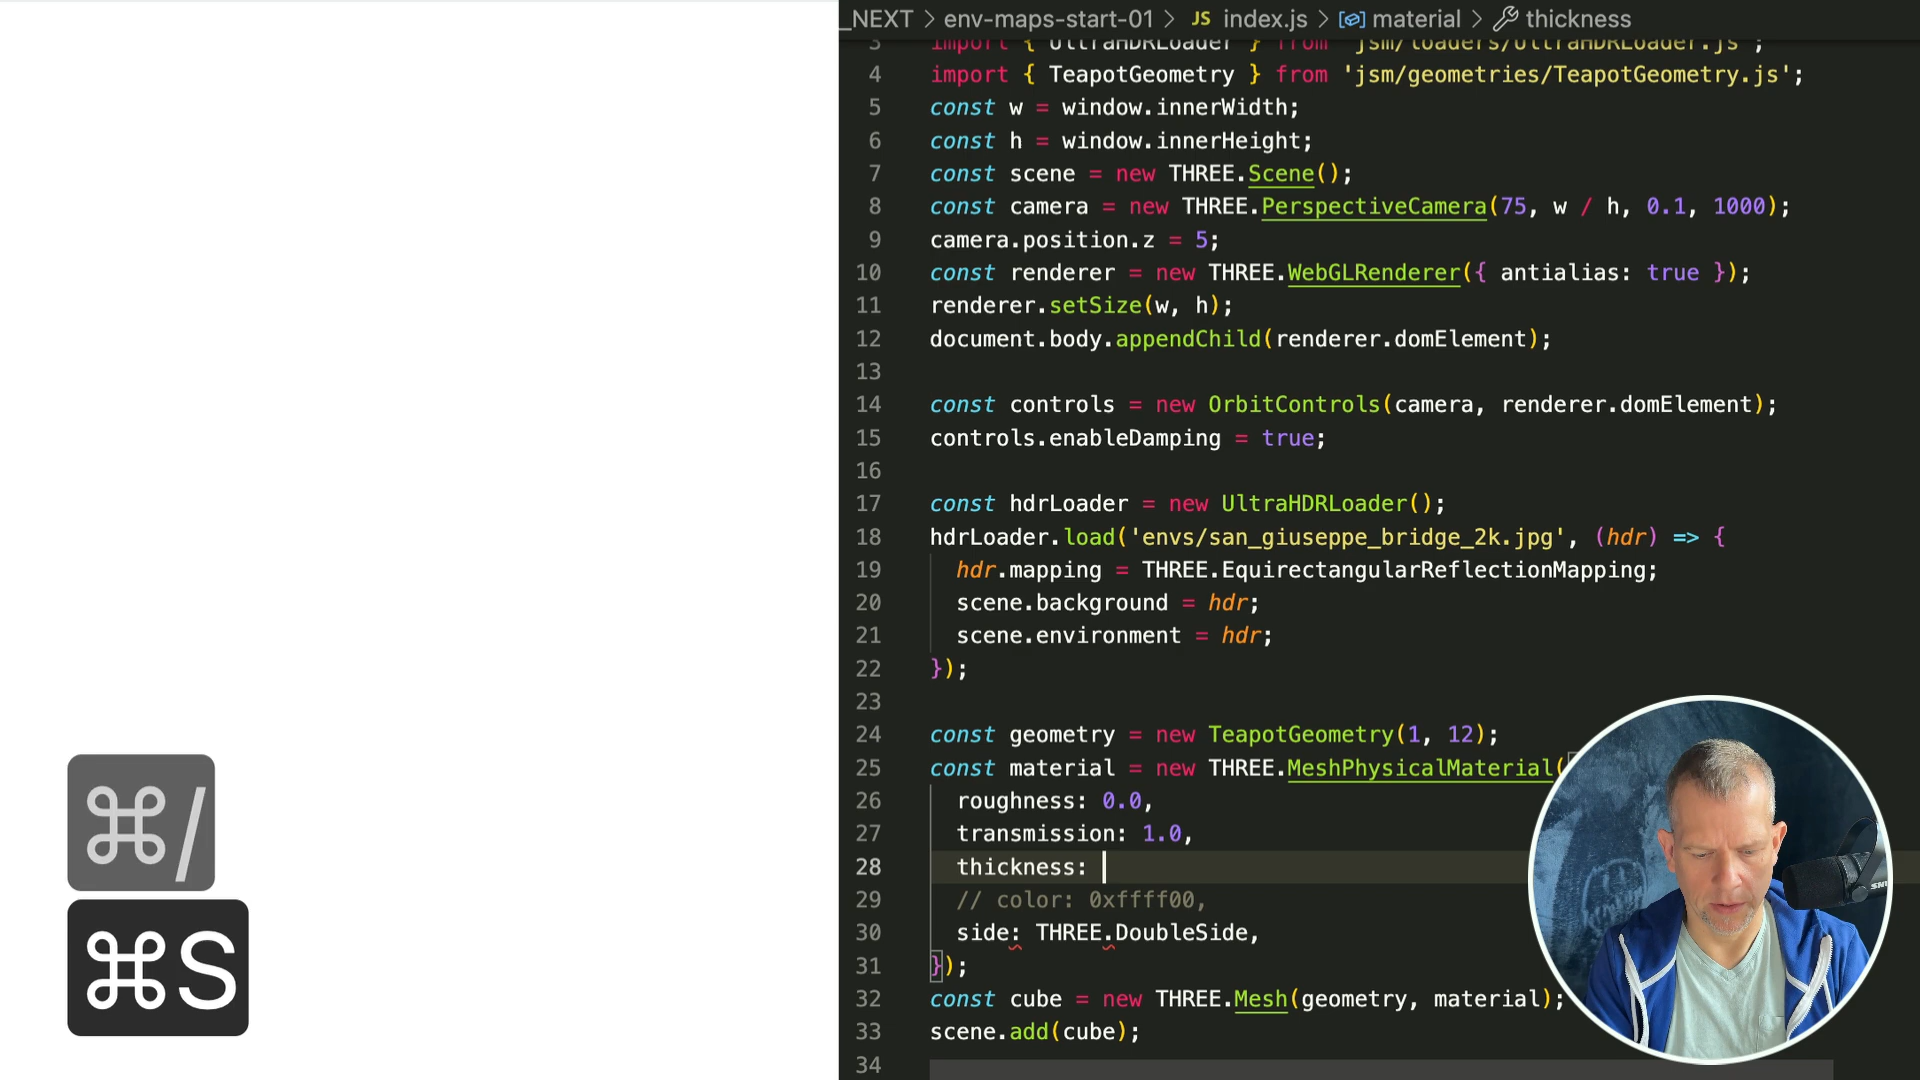 _NEXT > env-maps-start-01 > JS index.js > material > thickness
3 import { UltraHDRLoader } from 'jsm/loaders/UltraHDRLoader.js';
4 import { TeapotGeometry } from 'jsm/geometries/TeapotGeometry.js';
5 const w = window.innerWidth;
6 const h = window.innerHeight;
7 const scene = new THREE.Scene();
8 const camera = new THREE.PerspectiveCamera(75, w / h, 0.1, 1000);
9 camera.position.z = 5;
10 const renderer = new THREE.WebGLRenderer({ antialias: true });
11 renderer.setSize(w, h);
12 document.body.appendChild(renderer.domElement);
13
14 const controls = new OrbitControls(camera, renderer.domElement);
15 controls.enableDamping = true;
16
17 const hdrLoader = new UltraHDRLoader();
18 hdrLoader.load('envs/san_giuseppe_bridge_2k.jpg', (hdr) => {
19 hdr.mapping = THREE.EquirectangularReflectionMapping;
20 scene.background = hdr;
21 scene.environment = hdr;
22 });
23
24 const geometry = new TeapotGeometry(1, 12);
25 const material = new THREE.MeshPhysicalMaterial(
26 roughness: 0.0,
27 transmission: 1.0,
28 thickness:
29 // color: 0xffff00,
30 side: THREE.DoubleSide,
31 });
32 const cube = new THREE.Mesh(geometry, material);
33 scene.add(cube);
34
⌘/
⌘S